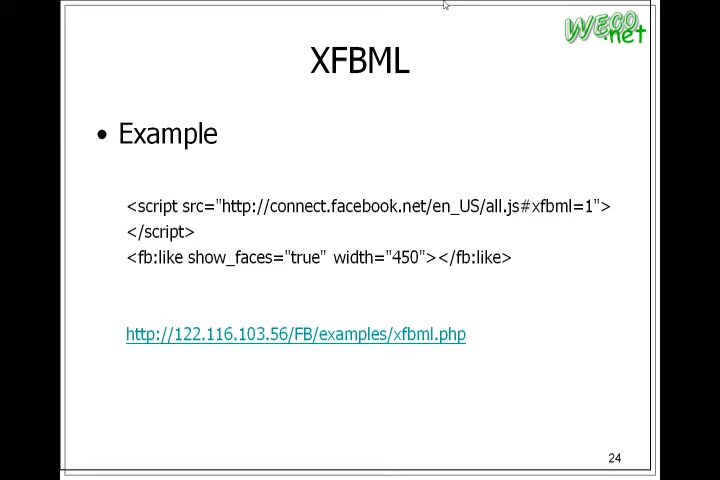 WECO
.net
XFBML
• Example
<script src="http://connect.facebook.net/en_US/all.js#xfbml=1">
</script>
<fb:like show_faces="true" width="450"></fb:like>
http://122.116.103.56/FB/examples/xfbml.php
24